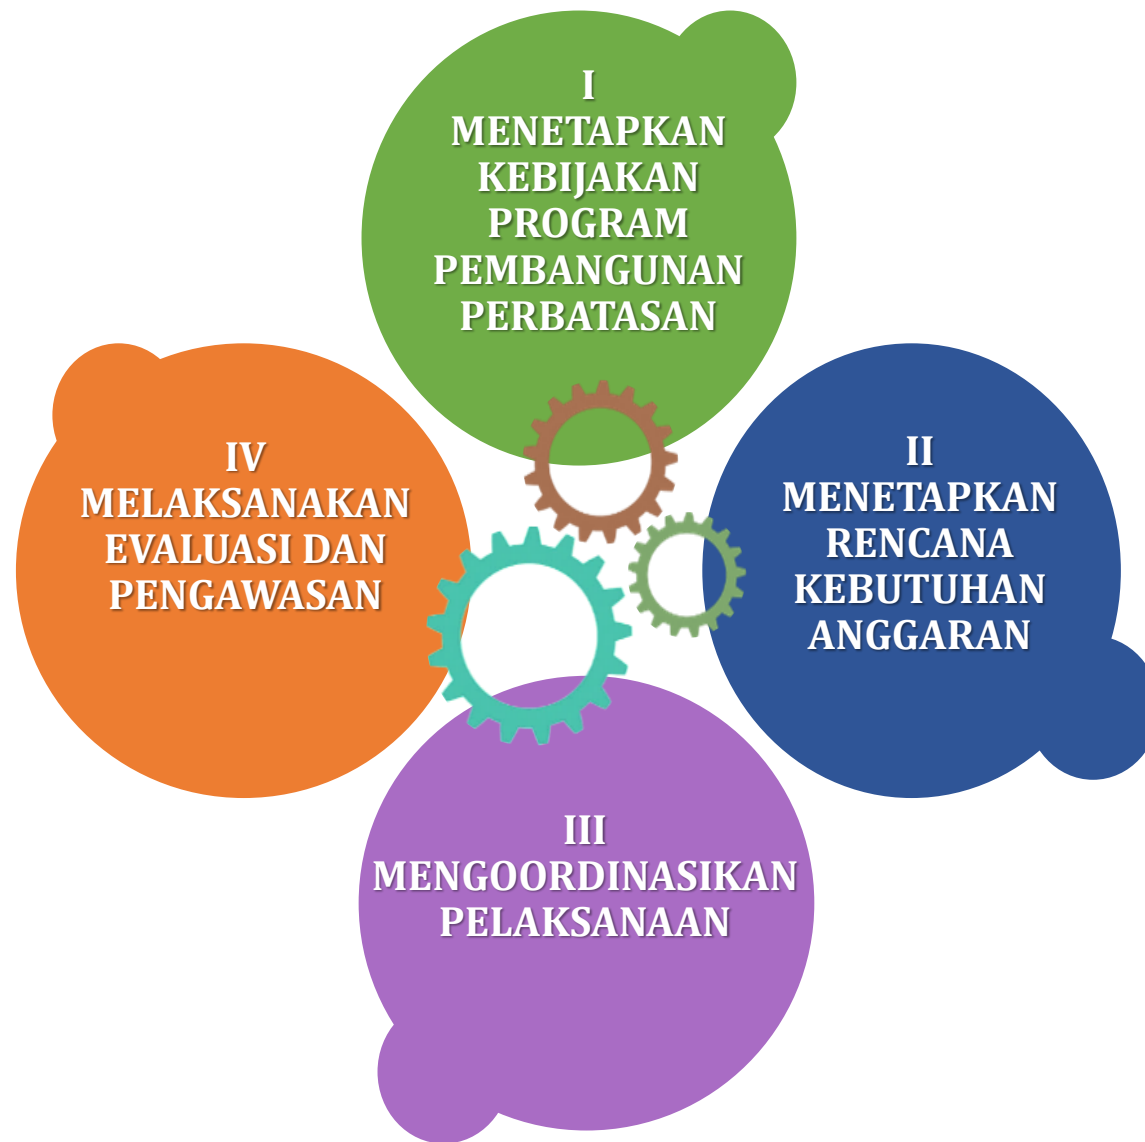 I
MENETAPKAN
KEBIJAKAN
PROGRAM
PEMBANGUNAN
PERBATASAN
II
MENETAPKAN
RENCANA
KEBUTUHAN
ANGGARAN
III
MENGOORDINASIKAN
PELAKSANAAN
IV
MELAKSANAKAN
EVALUASI DAN
PENGAWASAN